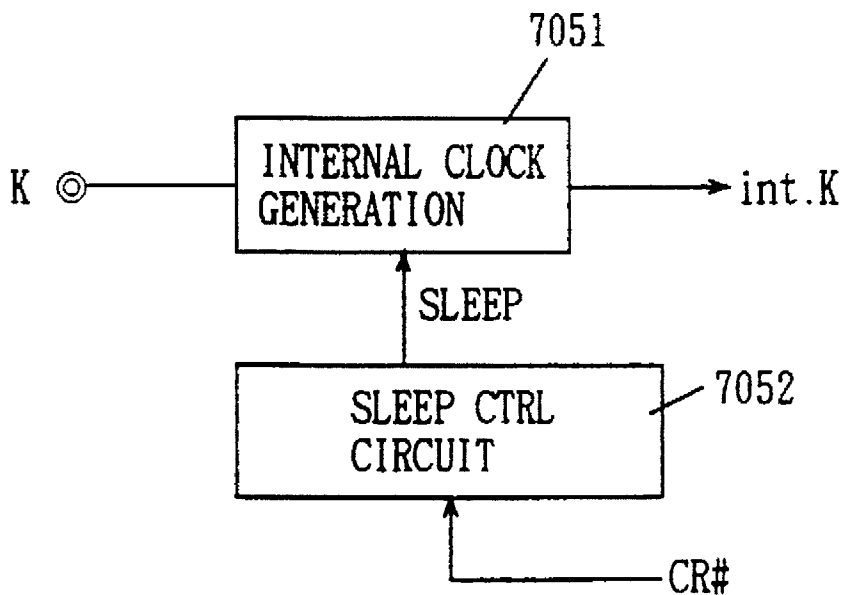 7051
INTERNAL CLOCK
GENERATION
K
int.K
SLEEP
7052
SLEEP CTRL
CIRCUIT
CR#